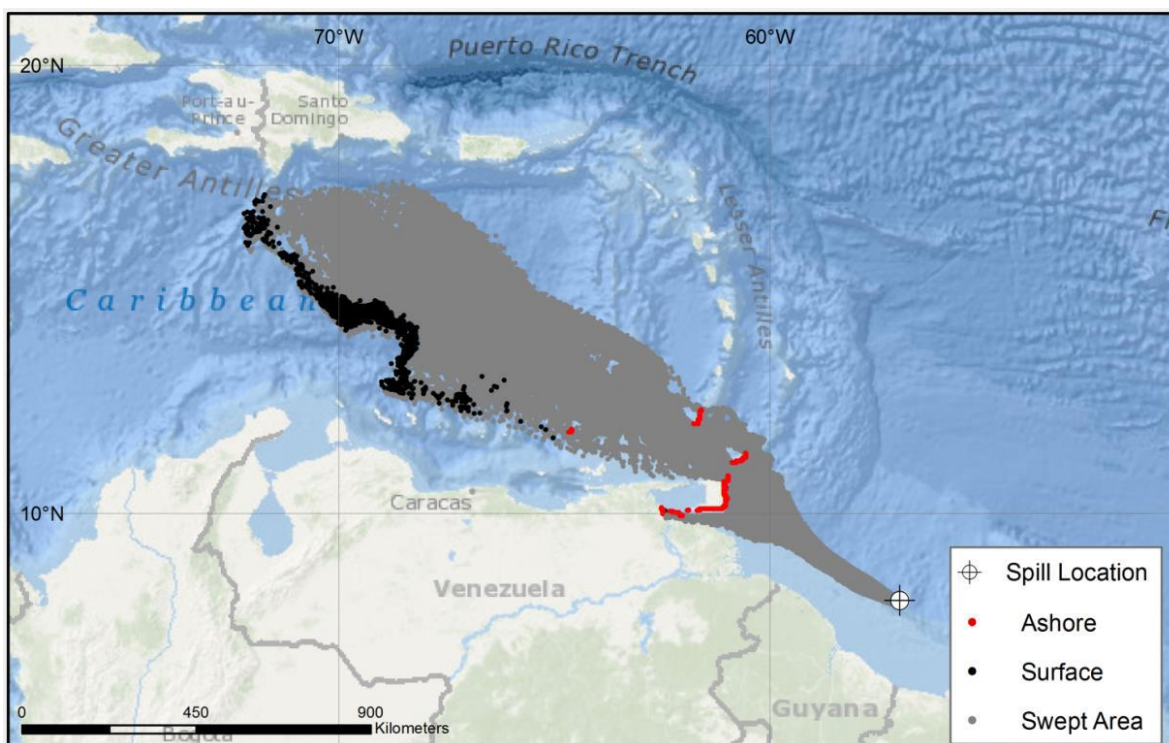 70°W
60°W
20°N
Puerto Rico Trench
Port-au-
Prince
Santo
Domingo
Greater Antilles
Lesser Antilles
Caribbean
Caracas
10°N
Venezuela
Guyana
Spill Location
Ashore
Surface
Swept Area
0
450
900
Kilometers